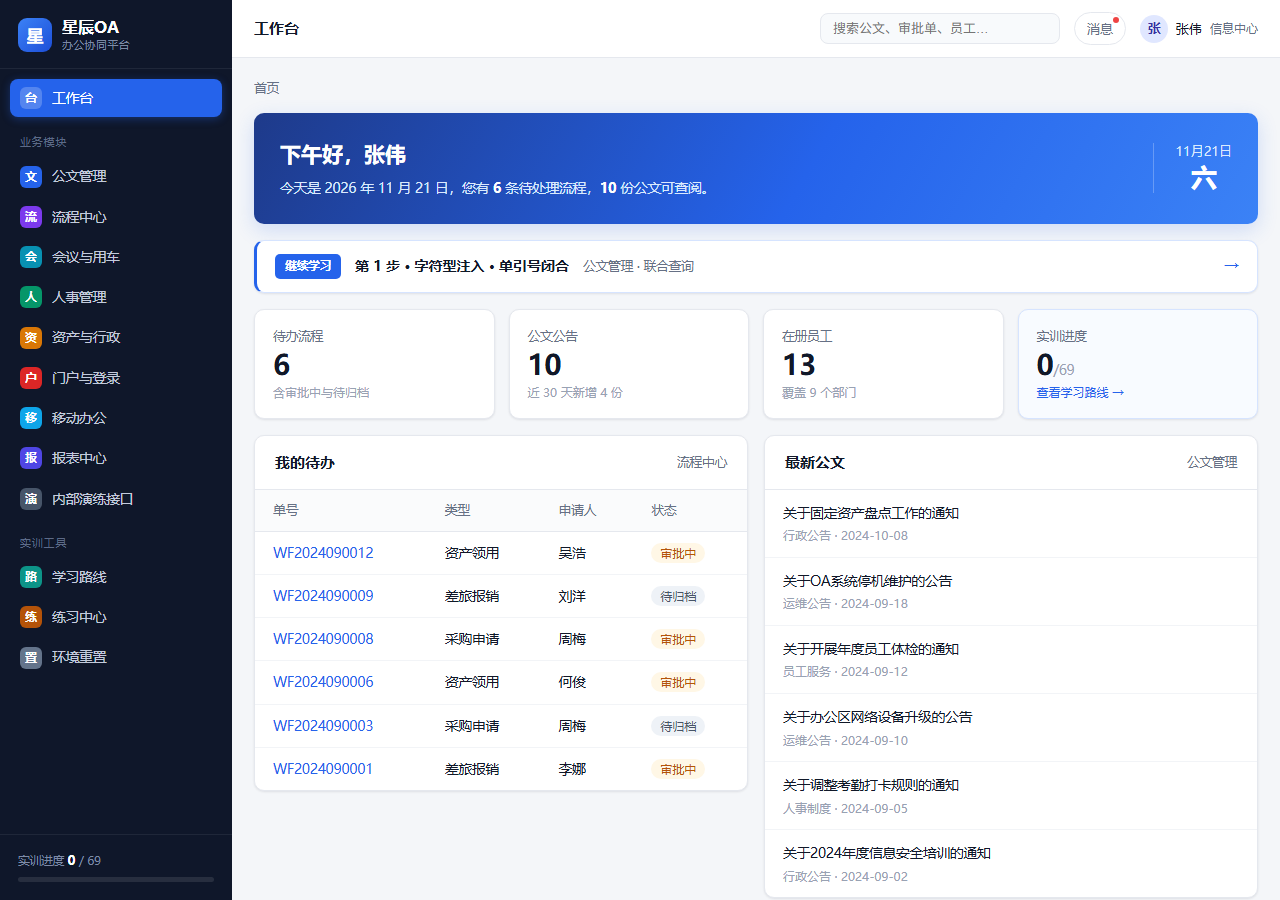 星
星辰OA
办公协同平台
台 工作台
业务模块
文 公文管理
流 流程中心
会 会议与用车
人 人事管理
资 资产与行政
户 门户与登录
移 移动办公
报 报表中心
演 内部演练接口
实训工具
路 学习路线
练 练习中心
置 环境重置
实训进度 0 / 69
工作台
搜索公文、审批单、员工...
消息
张 张伟 信息中心
首页
下午好，张伟
今天是 2026 年 11 月 21 日，您有 6 条待处理流程，10 份公文可查阅。
11月21日
六
继续学习 第 1 步 • 字符型注入 • 单引号闭合 公文管理 · 联合查询 →
待办流程
6
含审批中与待归档
公文公告
10
近 30 天新增 4 份
在册员工
13
覆盖 9 个部门
实训进度
0/69
查看学习路线 →
我的待办 流程中心
单号 类型 申请人 状态
WF2024090012 资产领用 吴浩 审批中
WF2024090009 差旅报销 刘洋 待归档
WF2024090008 采购申请 周梅 审批中
WF2024090006 资产领用 何俊 审批中
WF2024090003 采购申请 周梅 待归档
WF2024090001 差旅报销 李娜 审批中
最新公文 公文管理
关于固定资产盘点工作的通知
行政公告 · 2024-10-08
关于OA系统停机维护的公告
运维公告 · 2024-09-18
关于开展年度员工体检的通知
员工服务 · 2024-09-12
关于办公区网络设备升级的公告
运维公告 · 2024-09-10
关于调整考勤打卡规则的通知
人事制度 · 2024-09-05
关于2024年度信息安全培训的通知
行政公告 · 2024-09-02